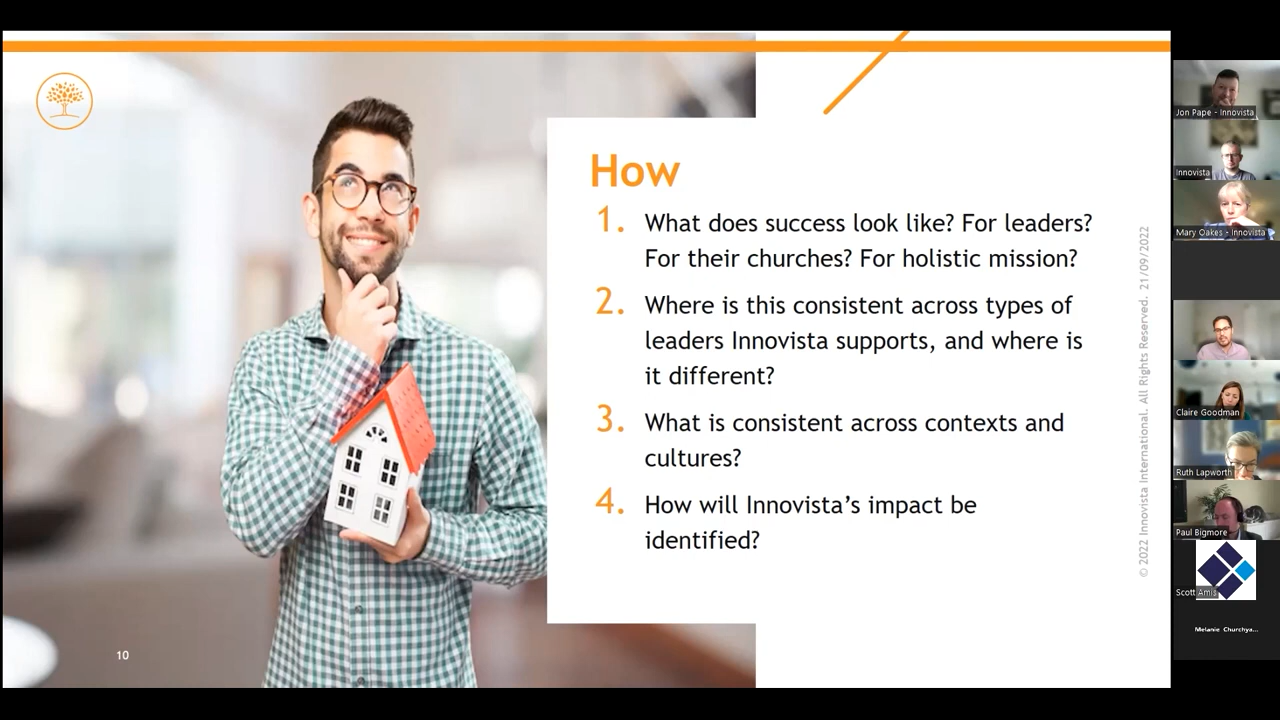 How
1. What does success look like? For leaders?
For their churches? For holistic mission?
2. Where is this consistent across types of
leaders Innovista supports, and where is
it different?
3. What is consistent across contexts and
cultures?
4. How will Innovista’s impact be
identified?
© 2022 Innovista International. All Rights Reserved. 21/09/2022
10
Jon Pape - Innovista
Innovista
Mary Oakes - Innovista
Claire Goodman
Ruth Lapworth
Paul Bigmore
Scott Amis
Melanie Churchya...